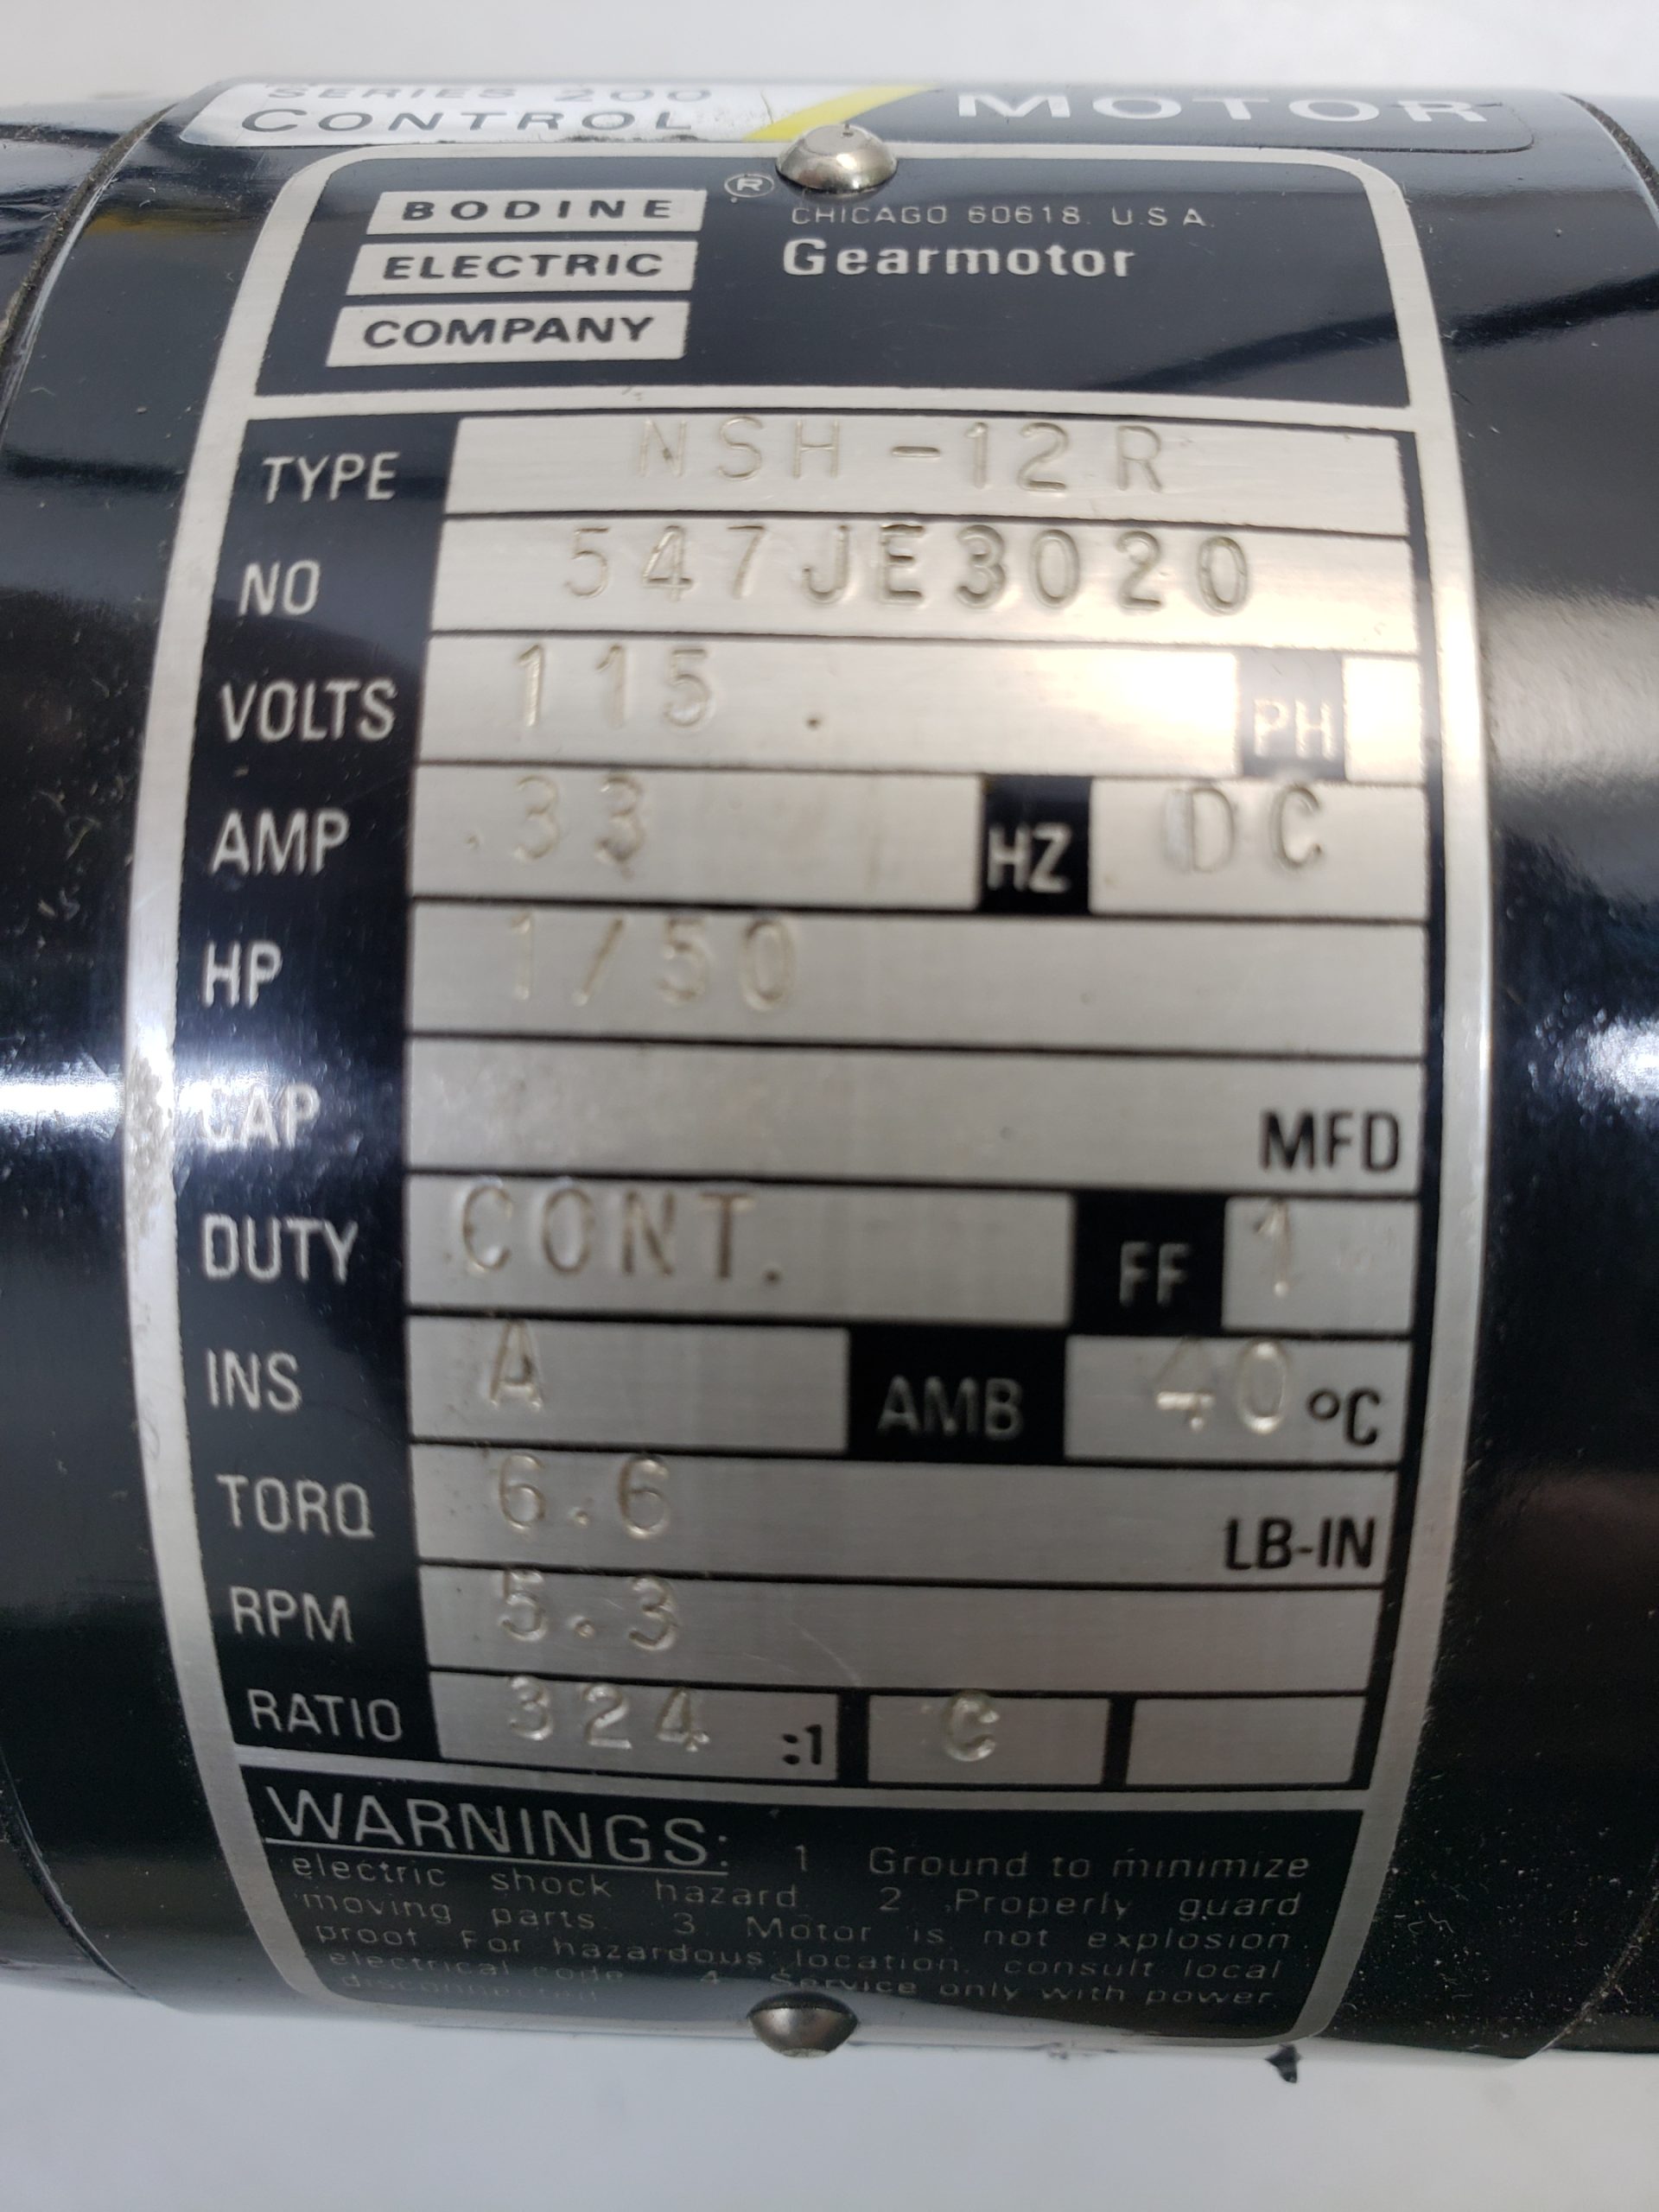 SERIES 200
CONTROL MOTOR
BODINE ®
ELECTRIC
COMPANY
CHICAGO 60618. U.S.A.
Gearmotor
TYPE NSH-12R
NO 547JE3020
VOLTS 115 . PH
AMP .33 HZ DC
HP 1/50
CAP MFD
DUTY CONT. FF 1
INS A AMB 40 °C
TORQ 6.6 LB-IN
RPM 5.3
RATIO 324 :1 C
WARNINGS: 1 Ground to minimize
electric shock hazard. 2 Properly guard
moving parts. 3 Motor is not explosion
proof For hazardous location, consult local
electrical code 4 Service only with power
disconnected